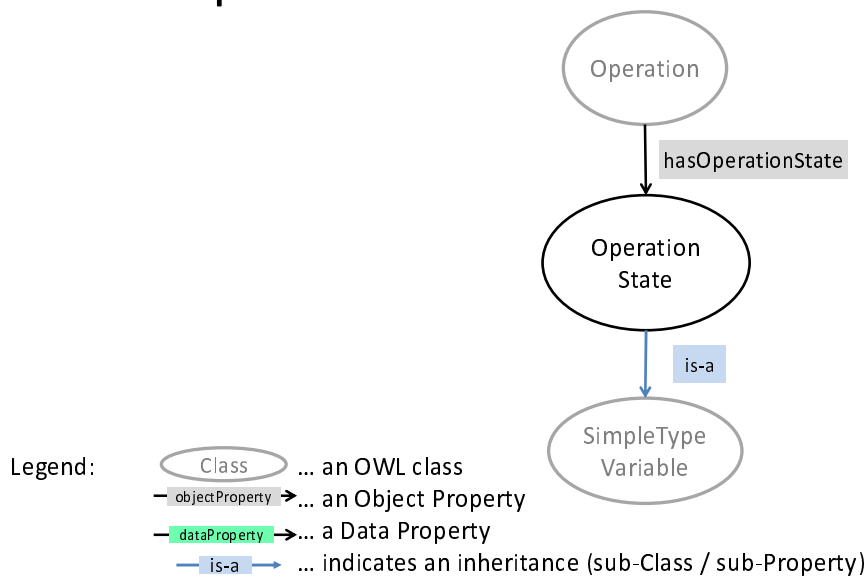 Operation
hasOperationState
Operation
State
is-a
SimpleType
Variable
Legend:
Class
... an OWL class
objectProperty
... an Object Property
dataProperty
... a Data Property
is-a
... indicates an inheritance (sub-Class / sub-Property)